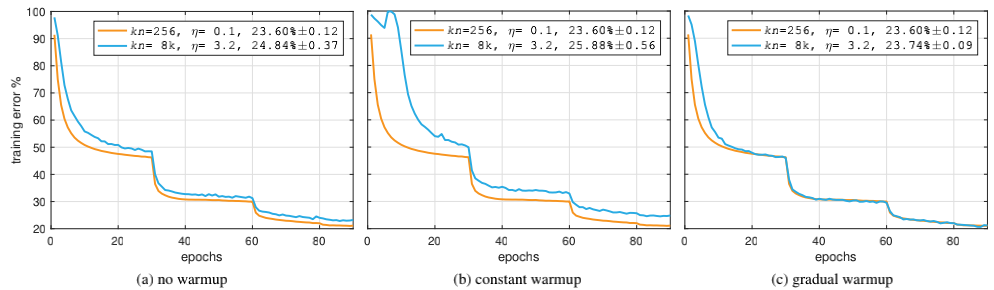 kn=256, η= 0.1, 23.60%±0.12
kn= 8k, η= 3.2, 24.84%±0.37
training error %
100
90
80
70
60
50
40
30
20
0 20 40 60 80
epochs
(a) no warmup
kn=256, η= 0.1, 23.60%±0.12
kn= 8k, η= 3.2, 25.88%±0.56
0 20 40 60 80
epochs
(b) constant warmup
kn=256, η= 0.1, 23.60%±0.12
kn= 8k, η= 3.2, 23.74%±0.09
0 20 40 60 80
epochs
(c) gradual warmup